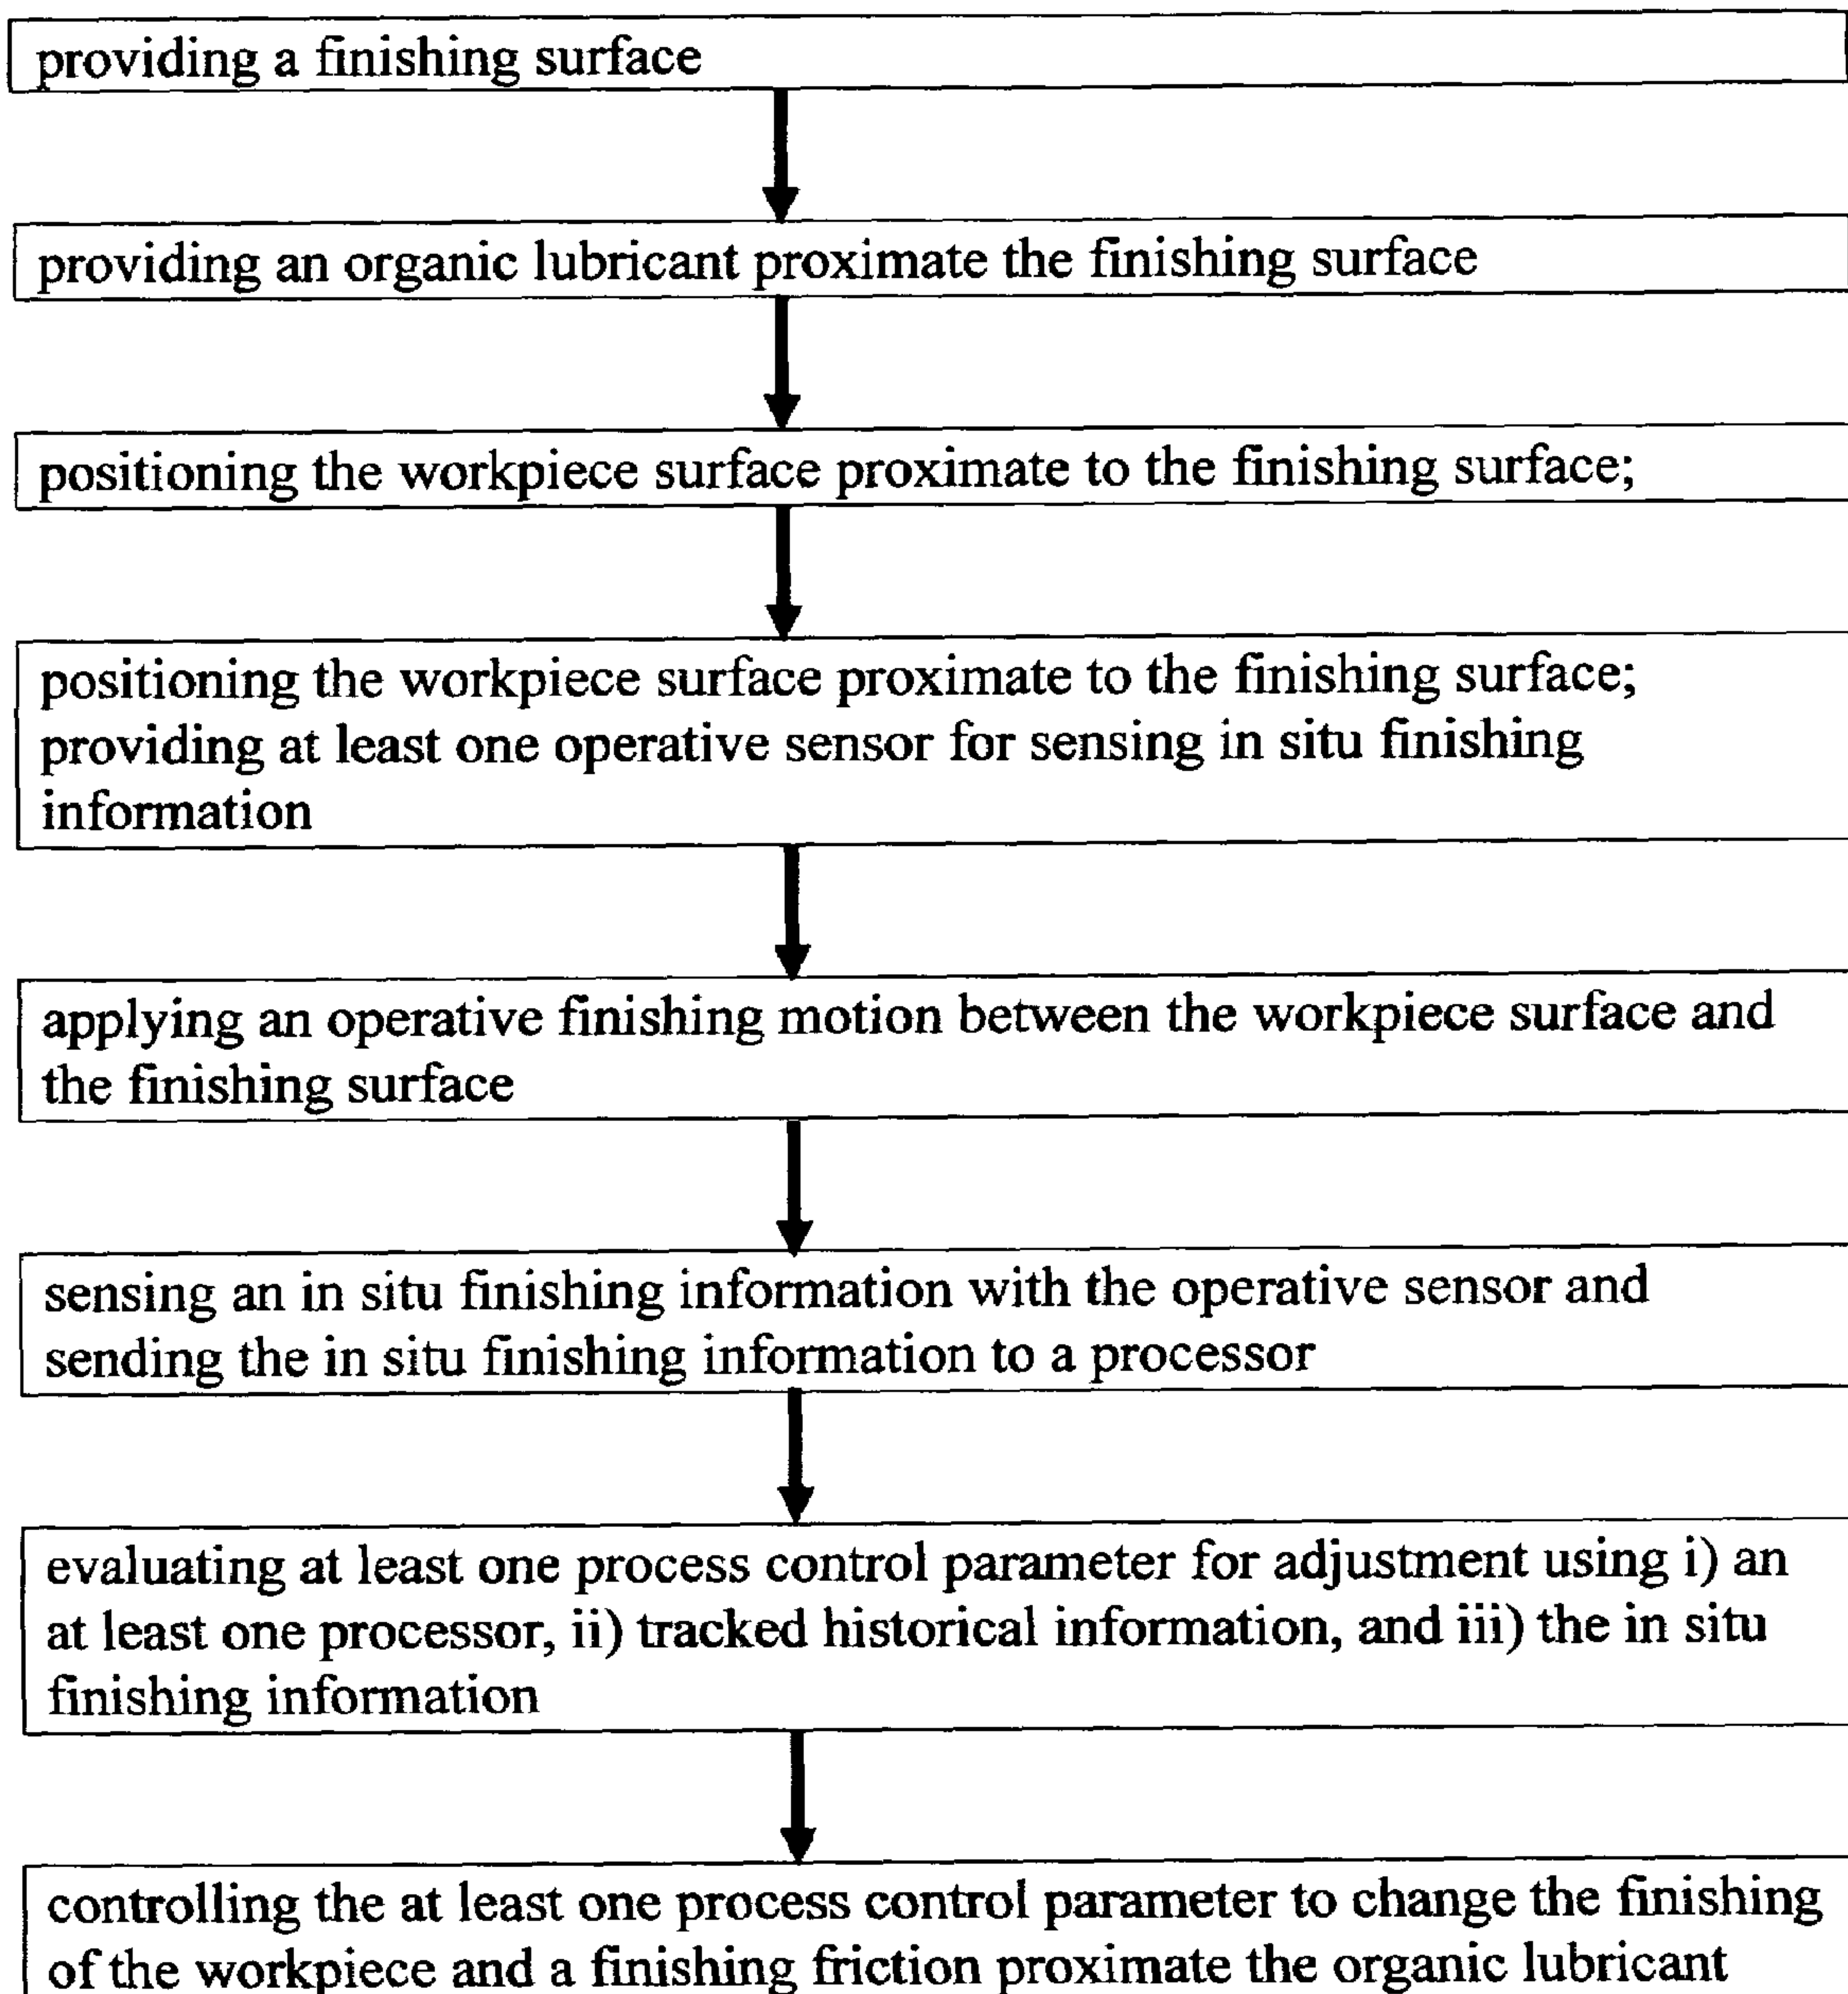 providing a finishing surface
providing an organic lubricant proximate the finishing surface
positioning the workpiece surface proximate to the finishing surface;
positioning the workpiece surface proximate to the finishing surface;
providing at least one operative sensor for sensing in situ finishing
information
applying an operative finishing motion between the workpiece surface and
the finishing surface
sensing an in situ finishing information with the operative sensor and
sending the in situ finishing information to a processor
evaluating at least one process control parameter for adjustment using i) an
at least one processor, ii) tracked historical information, and iii) the in situ
finishing information
controlling the at least one process control parameter to change the finishing
of the workpiece and a finishing friction proximate the organic lubricant